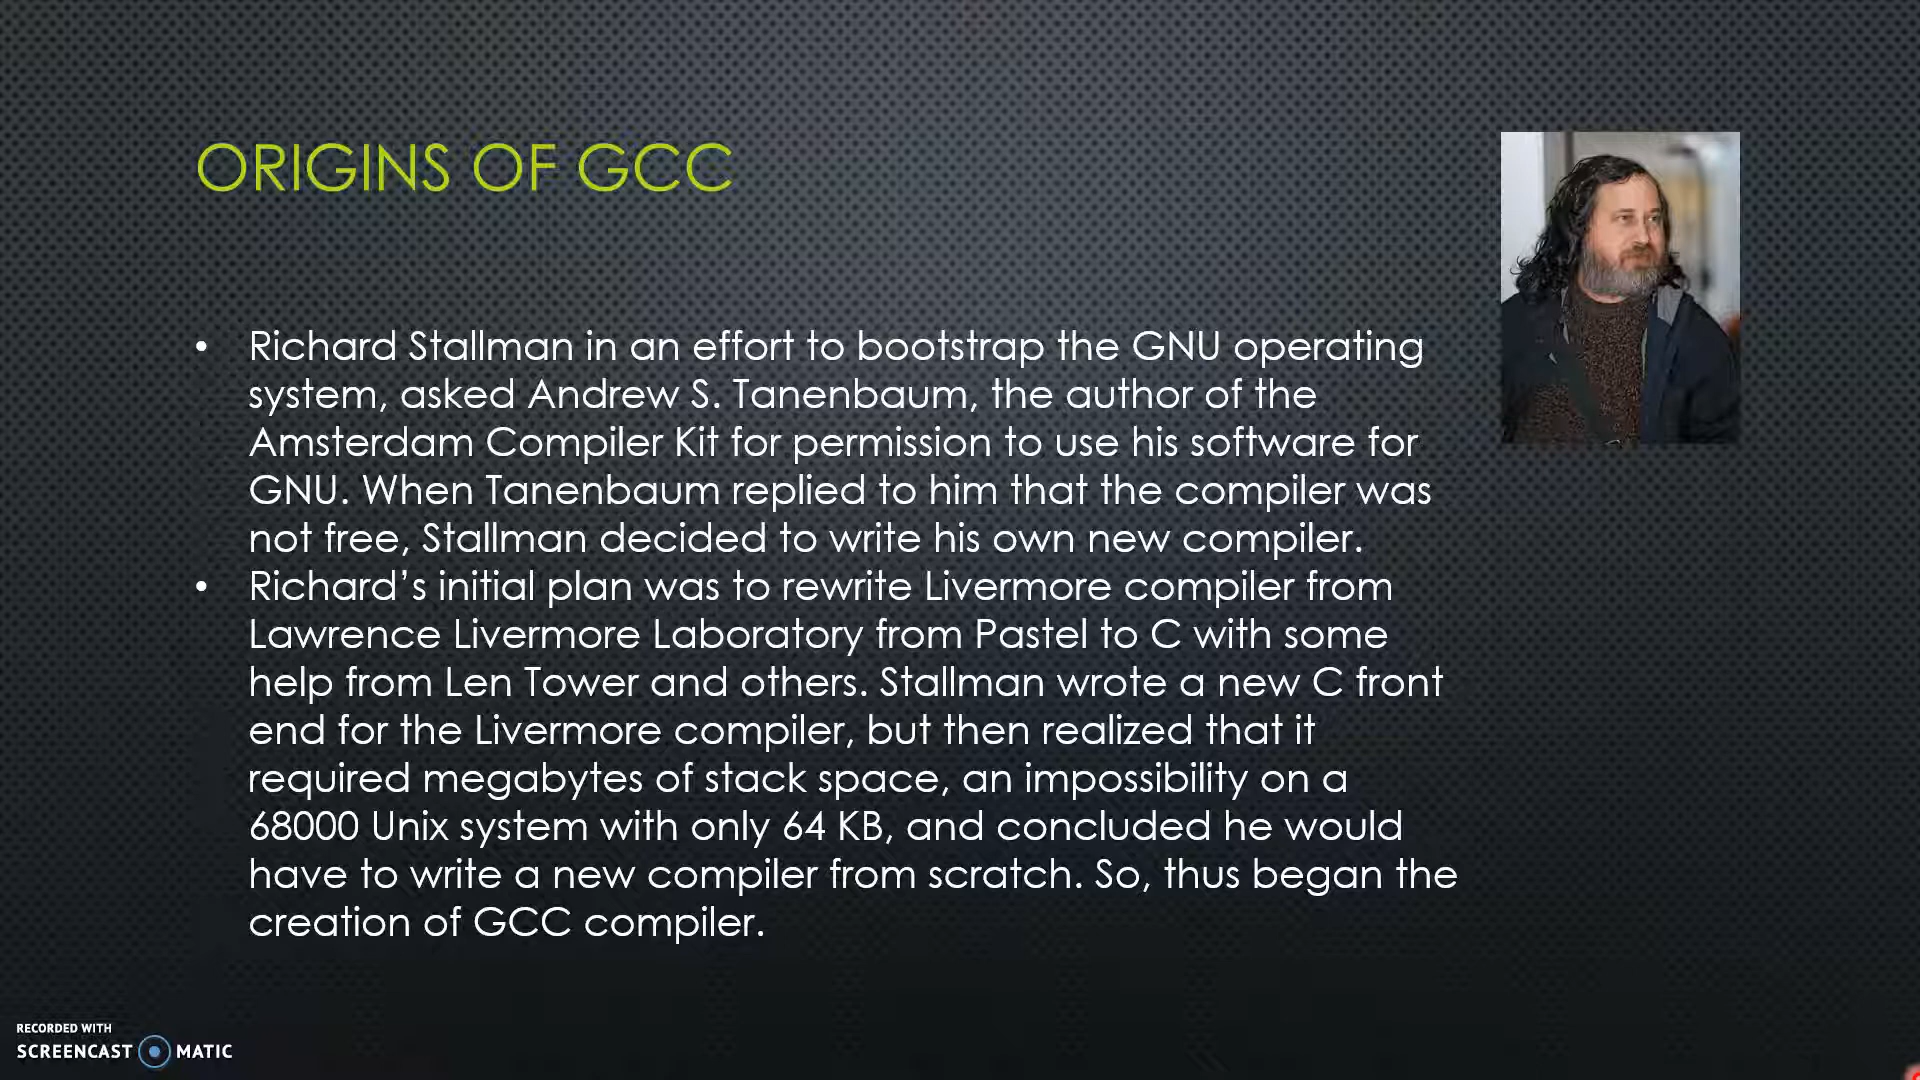 ORIGINS OF GCC
• Richard Stallman in an effort to bootstrap the GNU operating
system, asked Andrew S. Tanenbaum, the author of the
Amsterdam Compiler Kit for permission to use his software for
GNU. When Tanenbaum replied to him that the compiler was
not free, Stallman decided to write his own new compiler.
• Richard’s initial plan was to rewrite Livermore compiler from
Lawrence Livermore Laboratory from Pastel to C with some
help from Len Tower and others. Stallman wrote a new C front
end for the Livermore compiler, but then realized that it
required megabytes of stack space, an impossibility on a
68000 Unix system with only 64 KB, and concluded he would
have to write a new compiler from scratch. So, thus began the
creation of GCC compiler.
RECORDED WITH
SCREENCAST MATIC